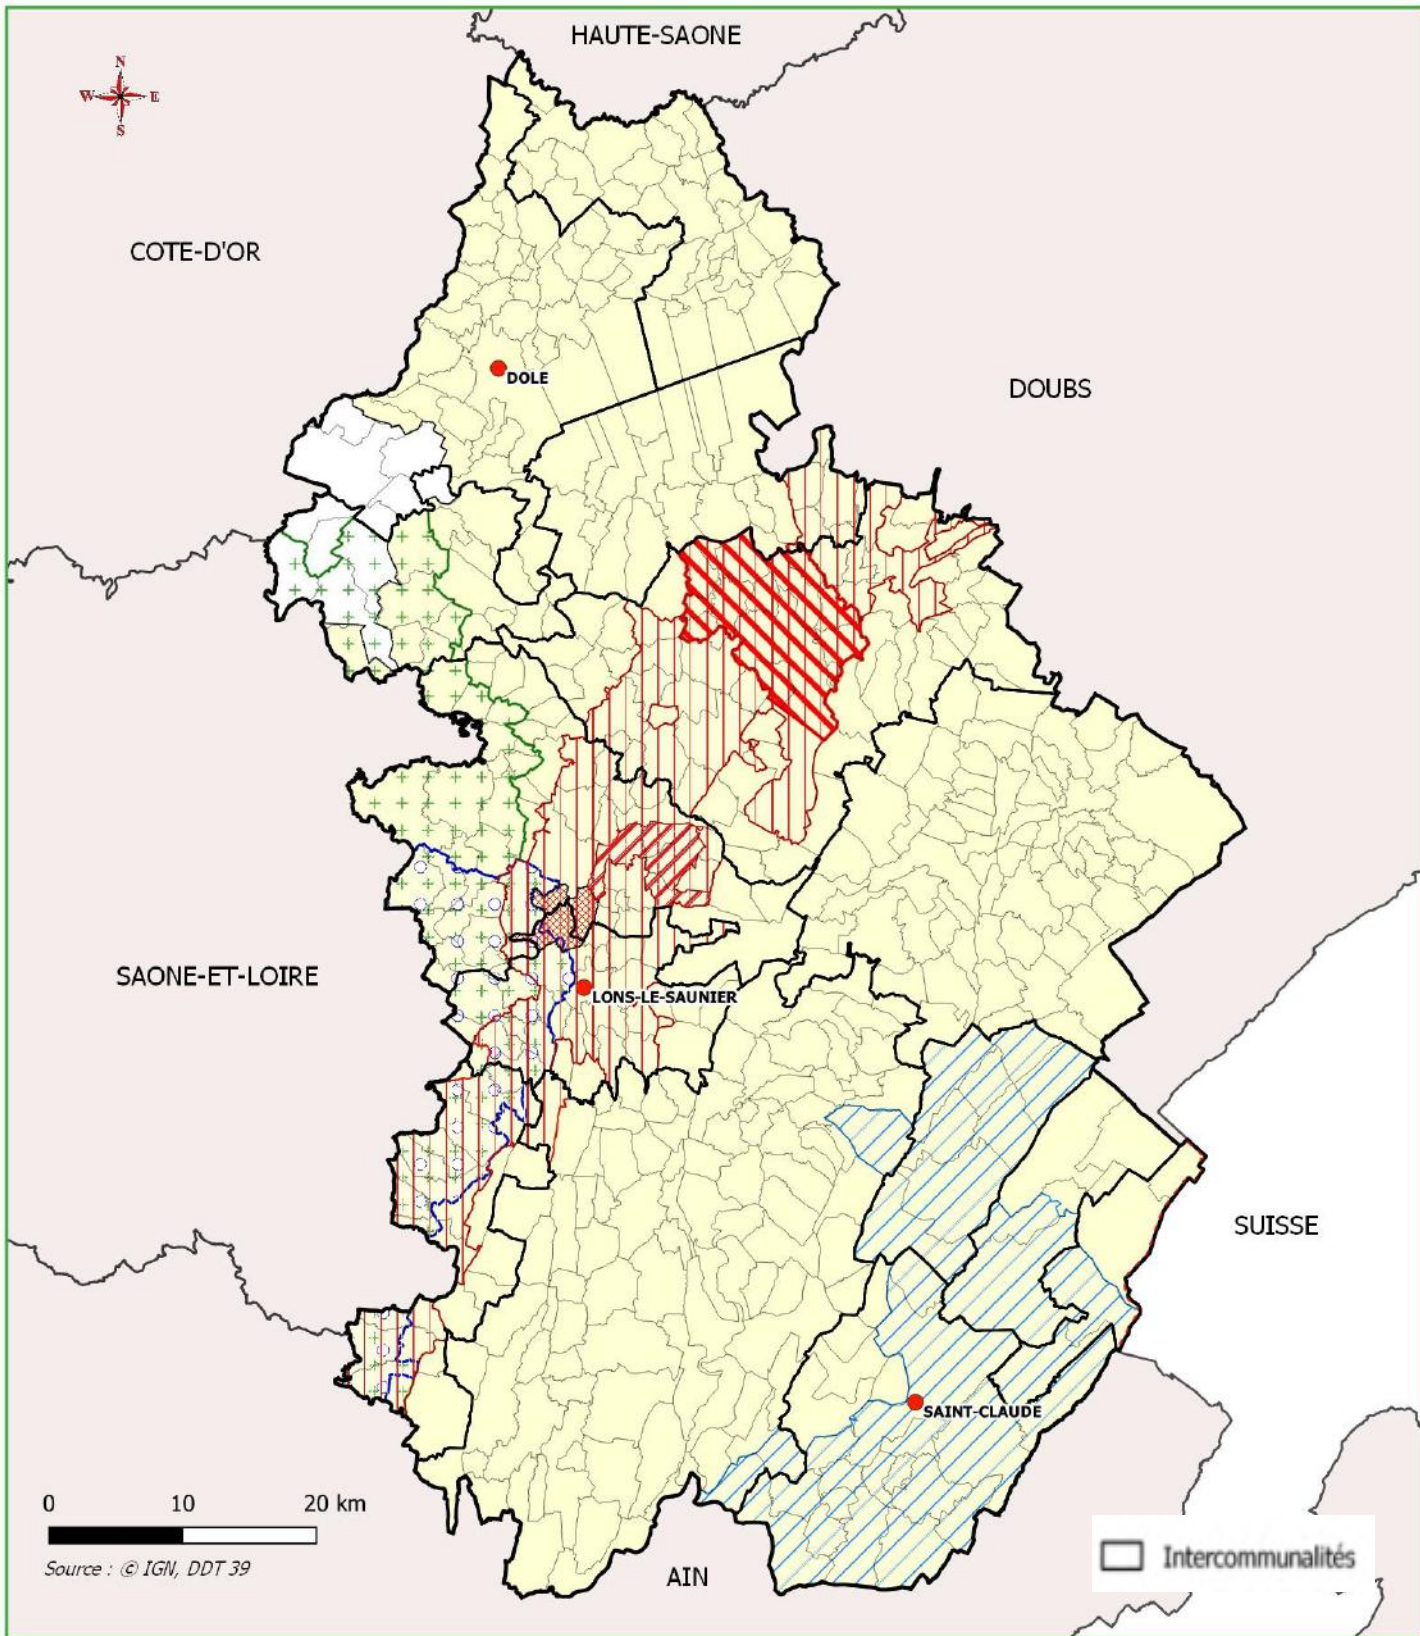 HAUTE-SAONE
N
W E
S
COTE-D'OR
DOLE
DOUBS
SAONE-ET-LOIRE
LONS-LE-SAUNIER
SUISSE
SAINT-CLAUDE
0 10 20 km
Source : © IGN, DDT 39
AIN
Intercommunalités